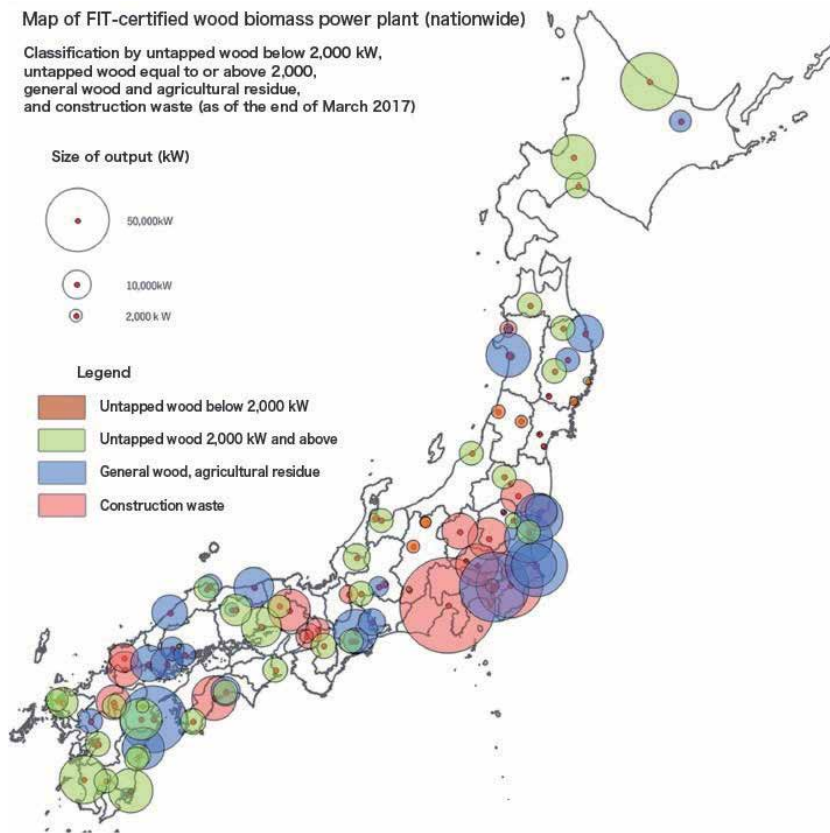 Map of FIT-certified wood biomass power plant (nationwide)
Classification by untapped wood below 2,000 kW,
untapped wood equal to or above 2,000,
general wood and agricultural residue,
and construction waste (as of the end of March 2017)
Size of output (kW)
50,000kW
10,000kW
2,000 k W
Legend
Untapped wood below 2,000 kW
Untapped wood 2,000 kW and above
General wood, agricultural residue
Construction waste